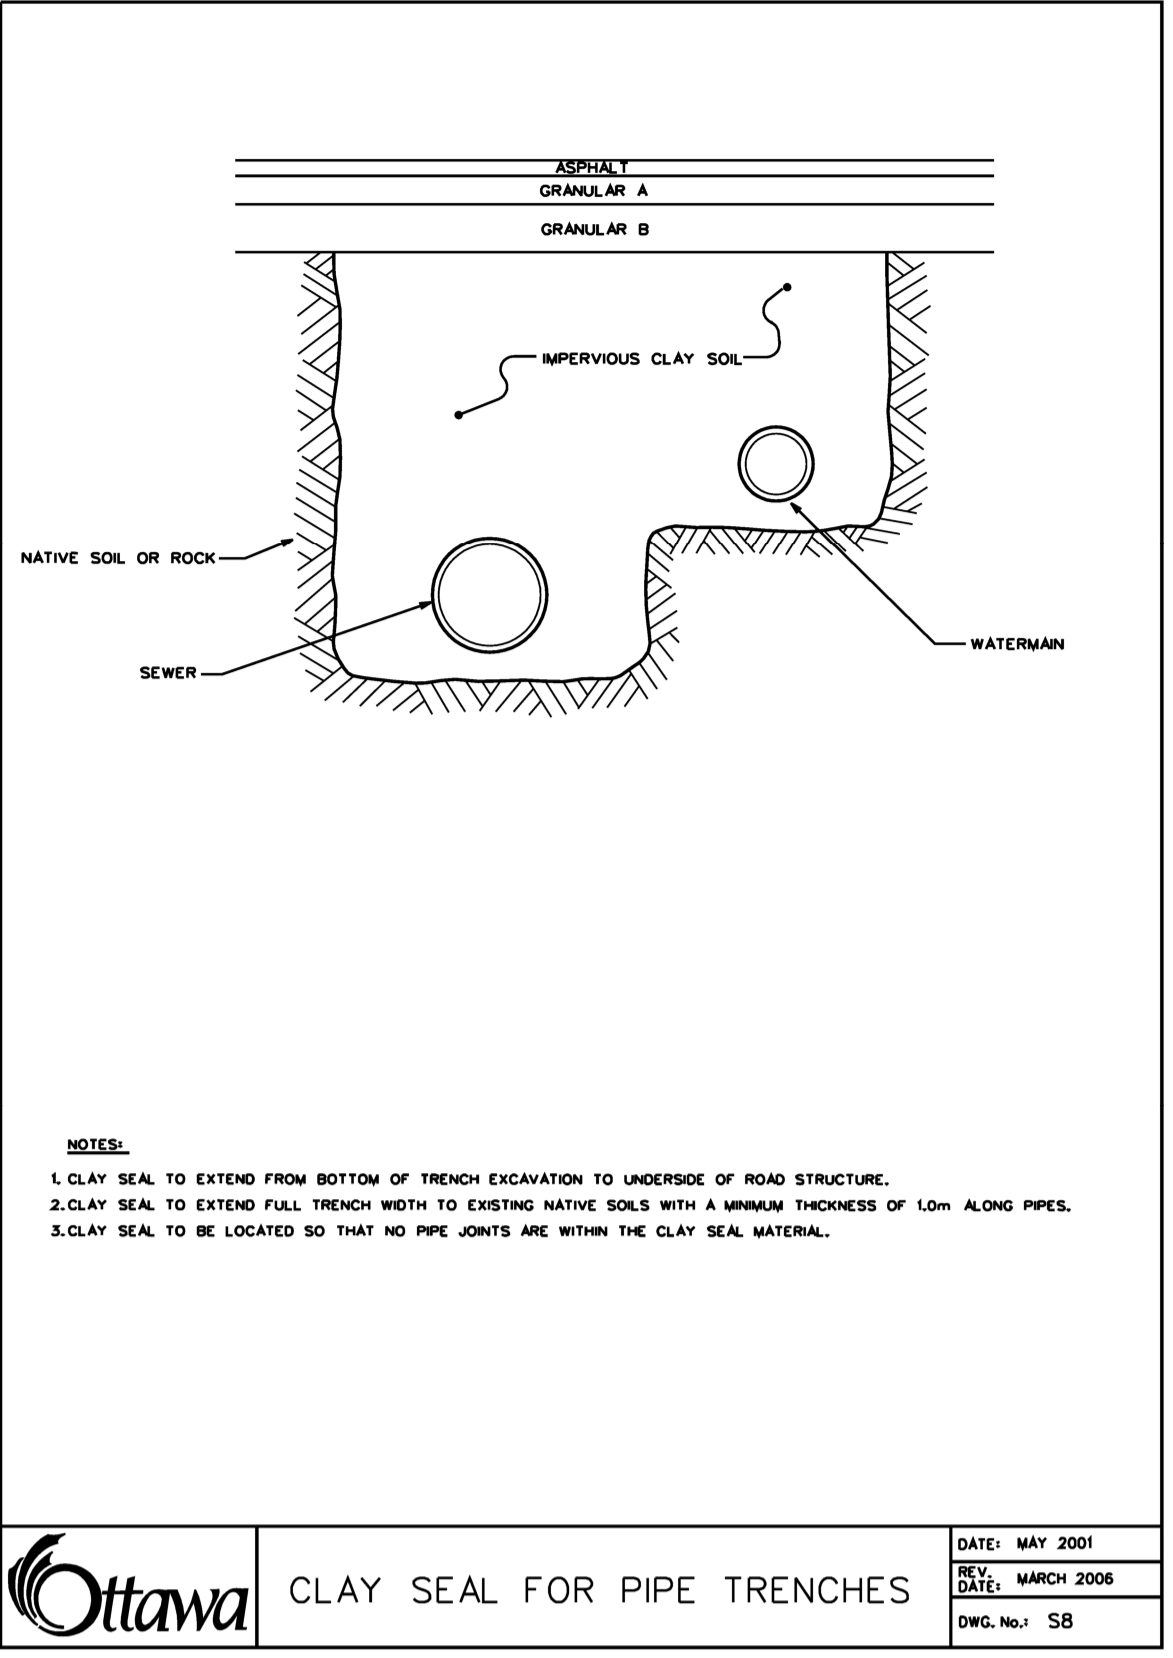 ASPHALT
GRANULAR A
GRANULAR B
IMPERVIOUS CLAY SOIL
NATIVE SOIL OR ROCK
SEWER
WATERMAIN
NOTES:
1. CLAY SEAL TO EXTEND FROM BOTTOM OF TRENCH EXCAVATION TO UNDERSIDE OF ROAD STRUCTURE.
2. CLAY SEAL TO EXTEND FULL TRENCH WIDTH TO EXISTING NATIVE SOILS WITH A MINIMUM THICKNESS OF 1.0m ALONG PIPES.
3. CLAY SEAL TO BE LOCATED SO THAT NO PIPE JOINTS ARE WITHIN THE CLAY SEAL MATERIAL.
Ottawa
CLAY SEAL FOR PIPE TRENCHES
DATE: MAY 2001
REV. DATE: MARCH 2006
DWG. No.: S8